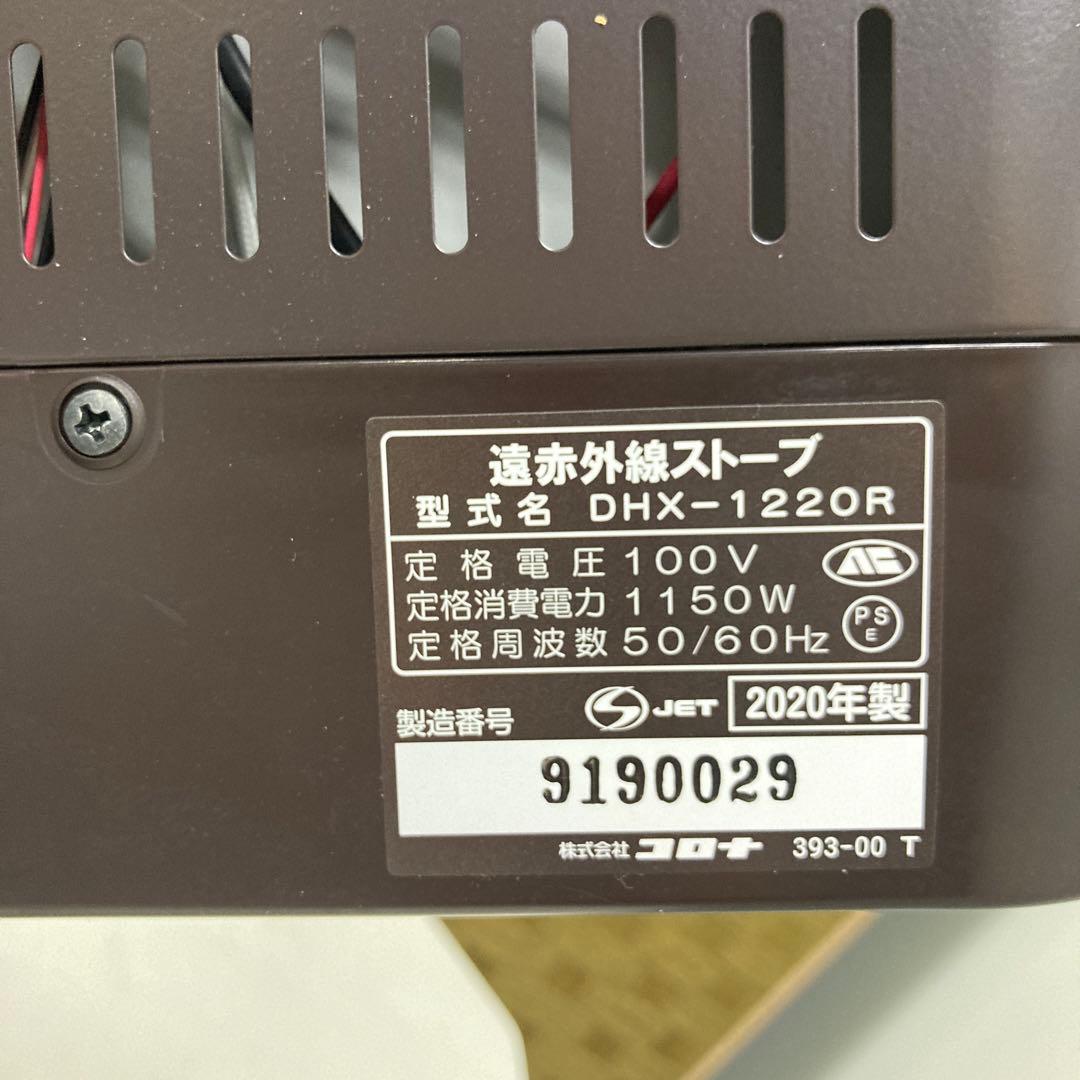 遠赤外線ストーブ
型式名 DHX-1220R
定格電圧 100V
定格消費電力 1150W
定格周波数 50/60Hz
PSE
製造番号 S JET 2020年製
9190029
株式会社 コロナ 393-00 T